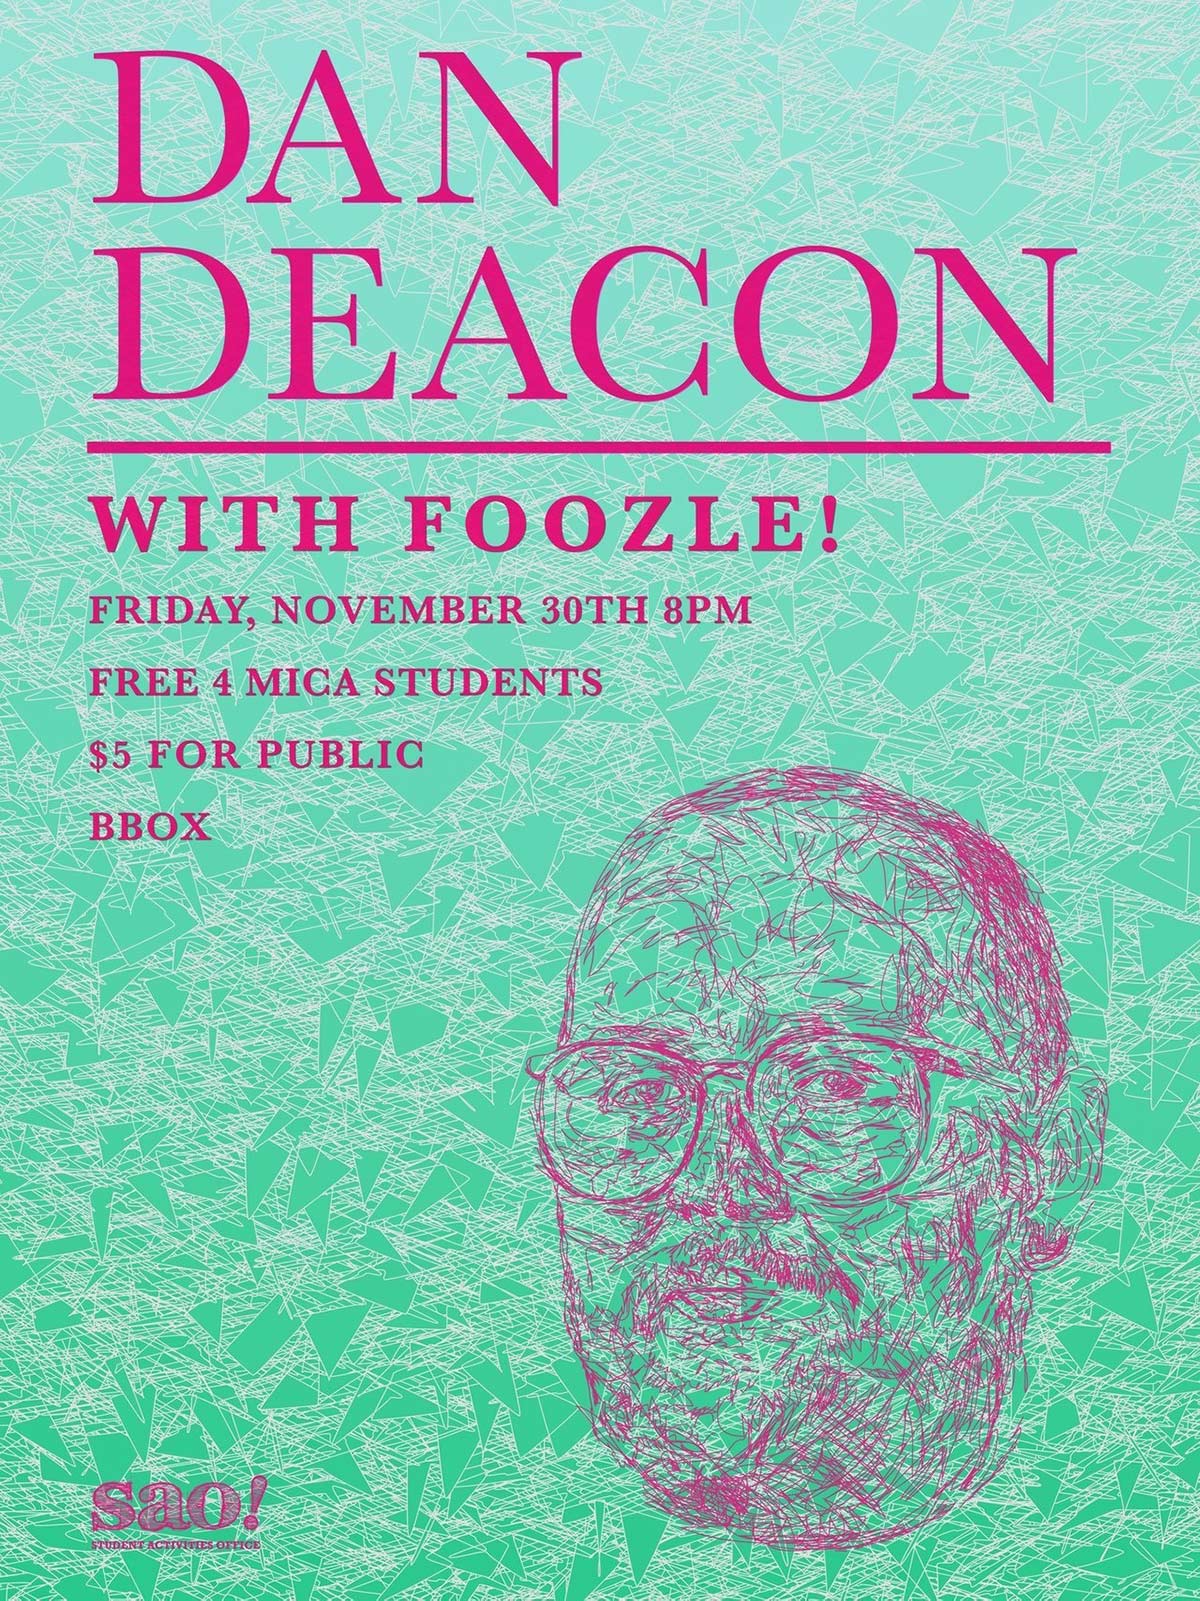 DAN
DEACON
WITH FOOZLE!
FRIDAY, NOVEMBER 30TH 8PM
FREE 4 MICA STUDENTS
$5 FOR PUBLIC
BBOX
sao!
STUDENT ACTIVITIES OFFICE